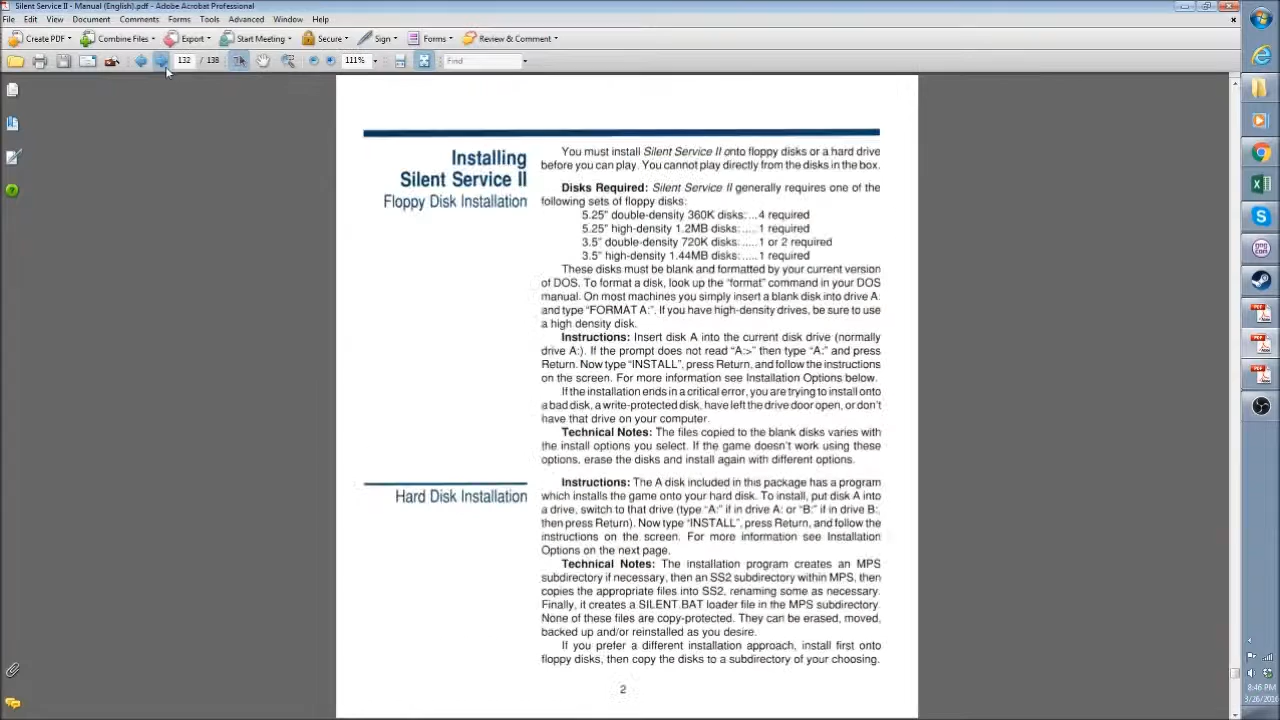 Silent Service II - Manual (English).pdf - Adobe Acrobat Professional
File Edit View Document Comments Forms Tools Advanced Window Help
Create PDF Combine Files Export Start Meeting Secure Sign Forms Review & Comment
132 / 138 111% Find
Installing
Silent Service II
Floppy Disk Installation
You must install Silent Service II onto floppy disks or a hard drive
before you can play. You cannot play directly from the disks in the box.
Disks Required: Silent Service II generally requires one of the
following sets of floppy disks:
5.25" double-density 360K disks: ... 4 required
5.25" high-density 1.2MB disks: ..... 1 required
3.5" double-density 720K disks: ..... 1 or 2 required
3.5" high-density 1.44MB disks: ..... 1 required
These disks must be blank and formatted by your current version
of DOS. To format a disk, look up the "format" command in your DOS
manual. On most machines you simply insert a blank disk into drive A:
and type "FORMAT A:". If you have high-density drives, be sure to use
a high density disk.
Instructions: Insert disk A into the current disk drive (normally
drive A:). If the prompt does not read "A:>" then type "A:" and press
Return. Now type "INSTALL", press Return, and follow the instructions
on the screen. For more information see Installation Options below.
If the installation ends in a critical error, you are trying to install onto
a bad disk, a write-protected disk, have left the drive door open, or don't
have that drive on your computer.
Technical Notes: The files copied to the blank disks varies with
the install options you select. If the game doesn't work using these
options, erase the disks and install again with different options.
Hard Disk Installation
Instructions: The A disk included in this package has a program
which installs the game onto your hard disk. To install, put disk A into
a drive, switch to that drive (type "A:" if in drive A: or "B:" if in drive B:,
then press Return). Now type "INSTALL", press Return, and follow the
instructions on the screen. For more information see Installation
Options on the next page.
Technical Notes: The installation program creates an MPS
subdirectory if necessary, then an SS2 subdirectory within MPS, then
copies the appropriate files into SS2, renaming some as necessary.
Finally, it creates a SILENT.BAT loader file in the MPS subdirectory.
None of these files are copy-protected. They can be erased, moved,
backed up and/or reinstalled as you desire.
If you prefer a different installation approach, install first onto
floppy disks, then copy the disks to a subdirectory of your choosing.
2
8:46 PM